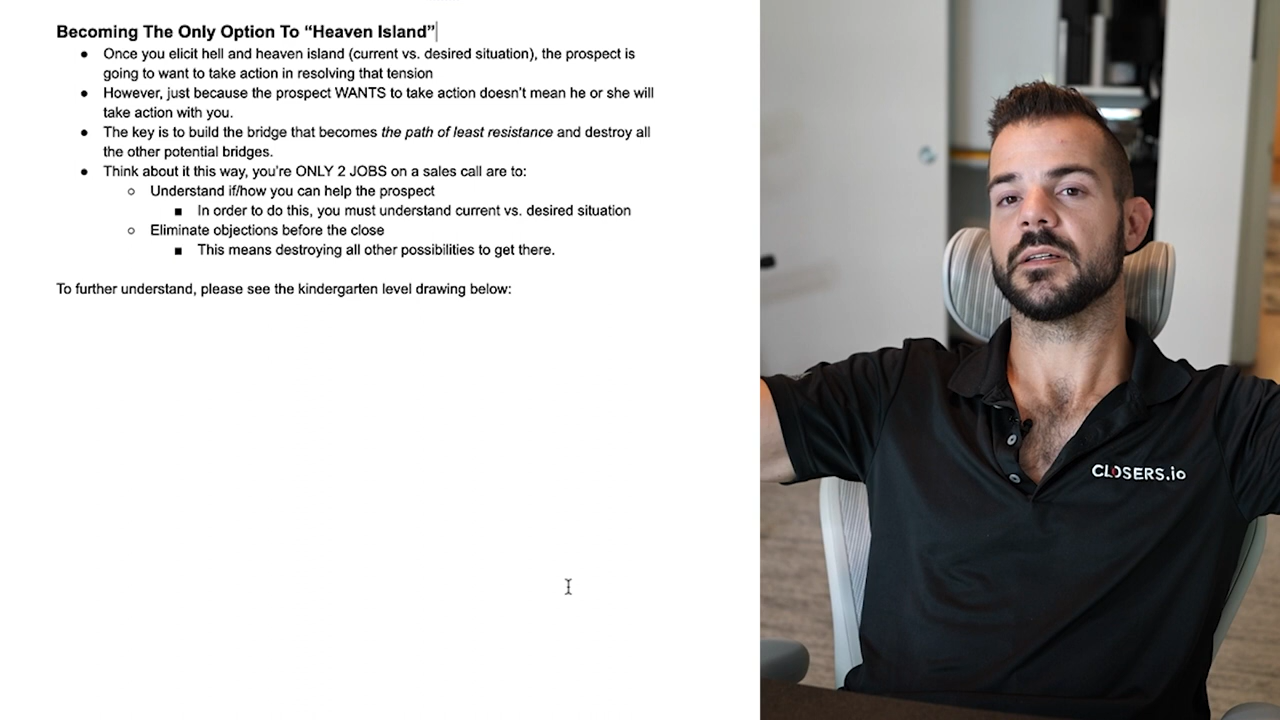 Becoming The Only Option To “Heaven Island”
● Once you elicit hell and heaven island (current vs. desired situation), the prospect is
going to want to take action in resolving that tension
● However, just because the prospect WANTS to take action doesn’t mean he or she will
take action with you.
● The key is to build the bridge that becomes the path of least resistance and destroy all
the other potential bridges.
● Think about it this way, you’re ONLY 2 JOBS on a sales call are to:
○ Understand if/how you can help the prospect
■ In order to do this, you must understand current vs. desired situation
○ Eliminate objections before the close
■ This means destroying all other possibilities to get there.
To further understand, please see the kindergarten level drawing below:
CLOSERS.io